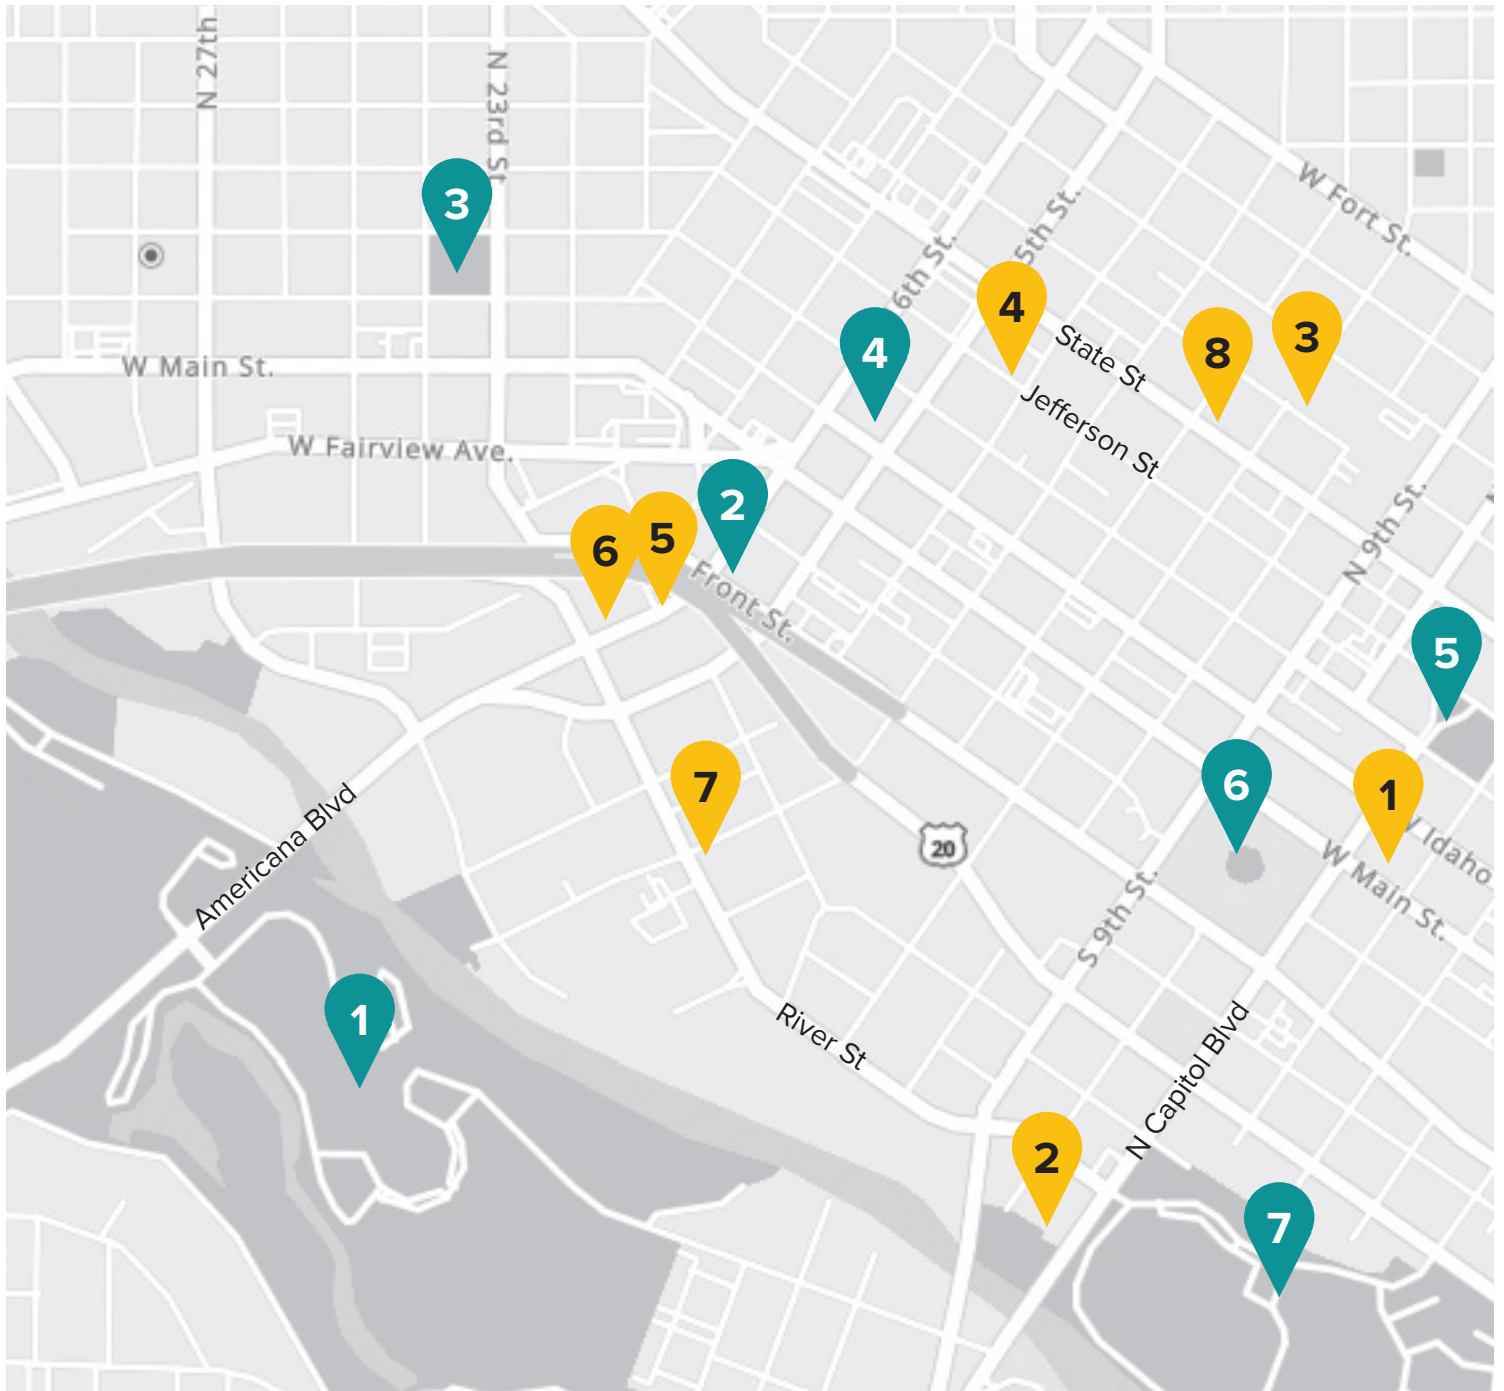 N 27th
N 23rd St
W Fort St.
3
5th St.
6th St.
4
3
4
8
State St
W Main St.
Jefferson St
W Fairview Ave.
2
5
6
N 9th St.
Front St.
5
6
7
1
Americana Blvd
20
W Main St.
Idaho
S 9th St.
1
River St
N Capitol Blvd
2
7